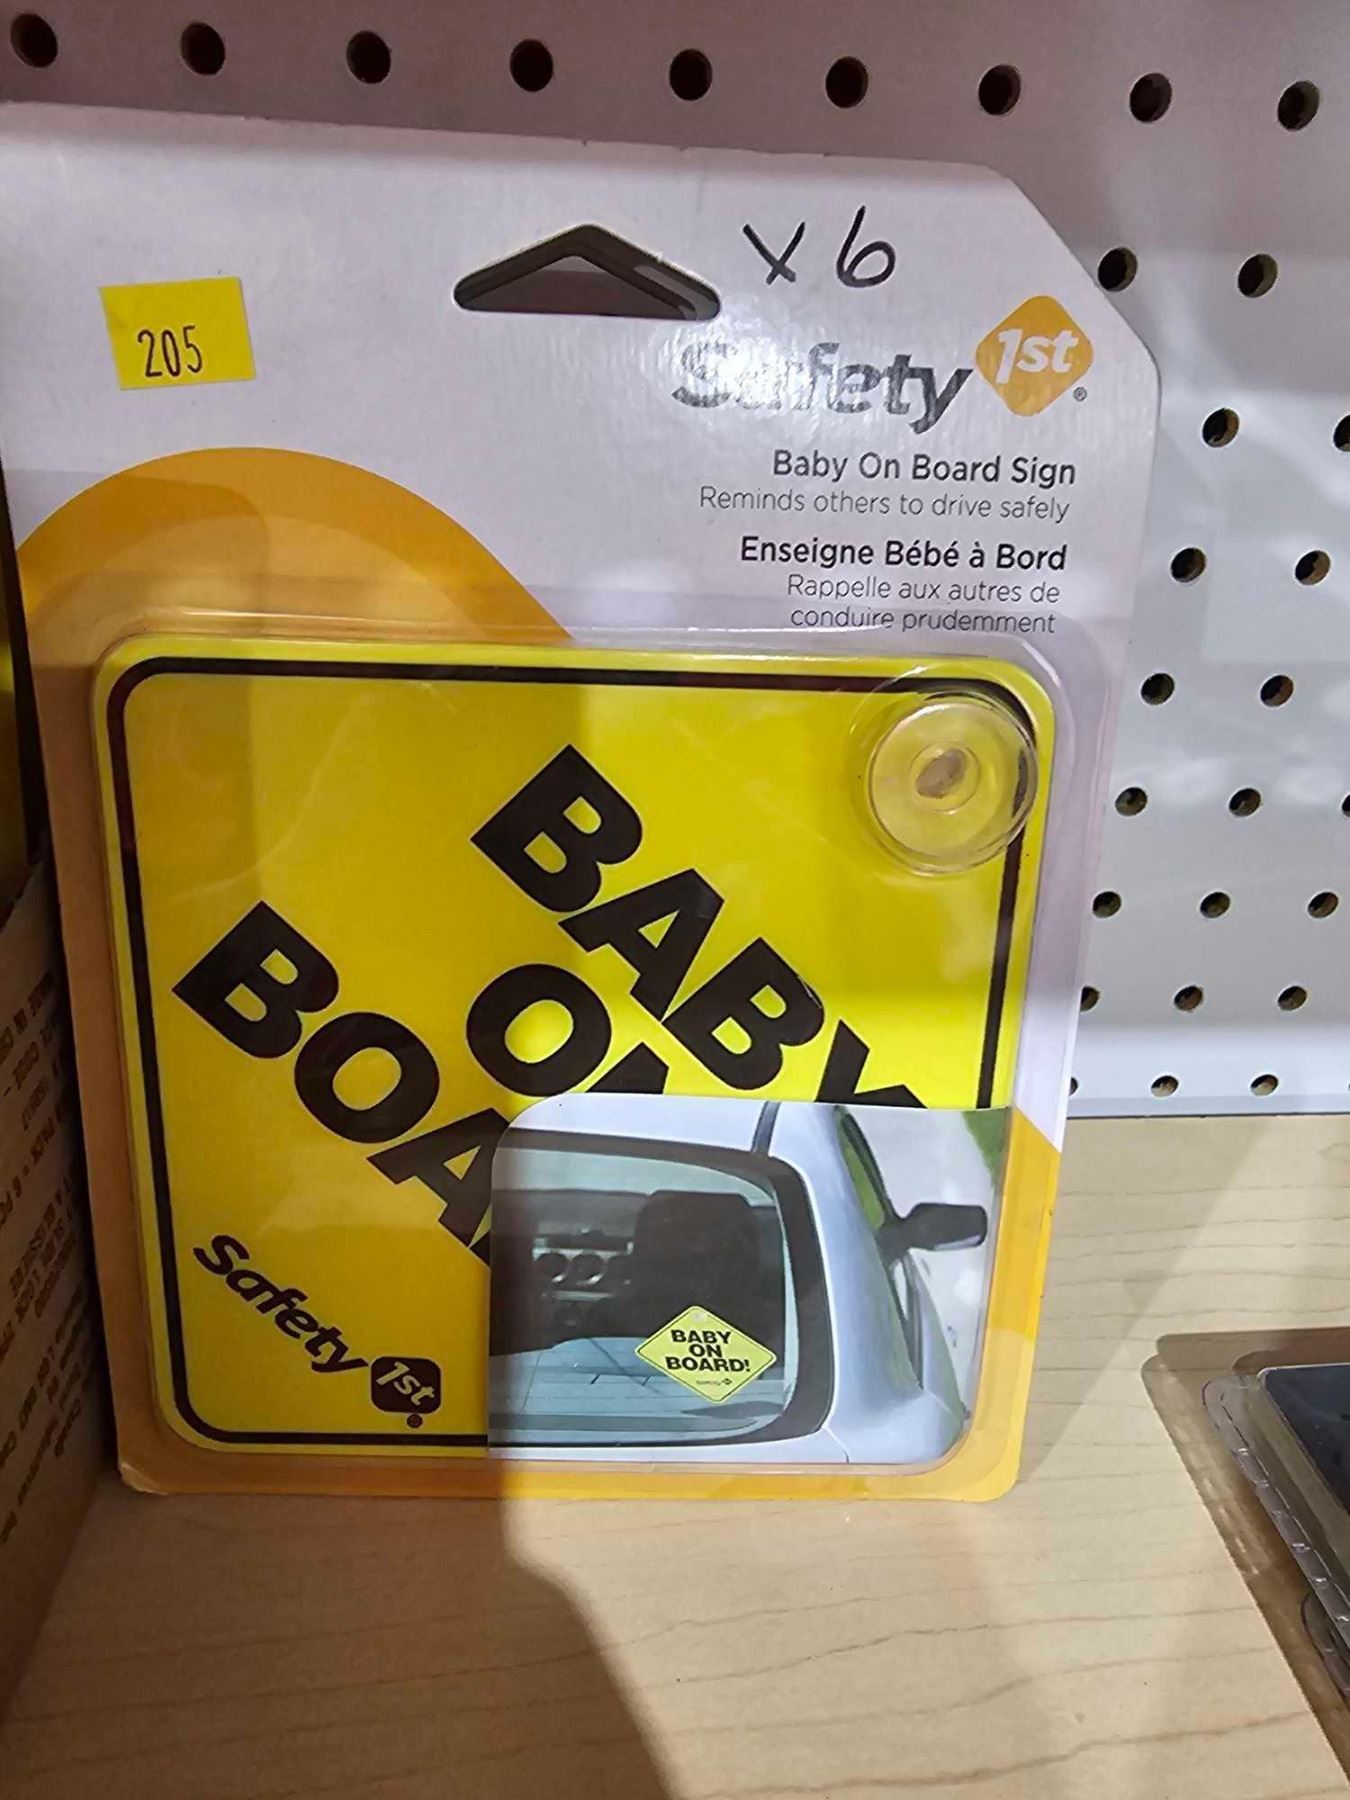 x6
205
Safety 1st®
Baby On Board Sign
Reminds others to drive safely
Enseigne Bébé à Bord
Rappelle aux autres de
conduire prudemment
BABY
ON
BOA
Safety 1st
BABY
ON
BOARD!